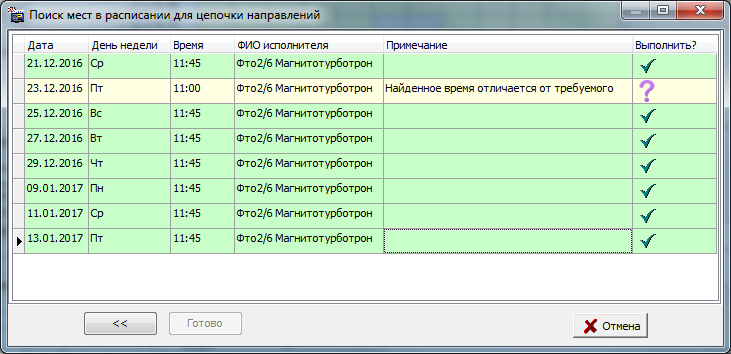 Поиск мест в расписании для цепочки направлений
Дата День недели Время ФИО исполнителя Примечание Выполнить?
21.12.2016 Ср 11:45 Фто2/6 Магнитотурботрон
23.12.2016 Пт 11:00 Фто2/6 Магнитотурботрон Найденное время отличается от требуемого ?
25.12.2016 Вс 11:45 Фто2/6 Магнитотурботрон
27.12.2016 Вт 11:45 Фто2/6 Магнитотурботрон
29.12.2016 Чт 11:45 Фто2/6 Магнитотурботрон
09.01.2017 Пн 11:45 Фто2/6 Магнитотурботрон
11.01.2017 Ср 11:45 Фто2/6 Магнитотурботрон
13.01.2017 Пт 11:45 Фто2/6 Магнитотурботрон
<< Готово Отмена